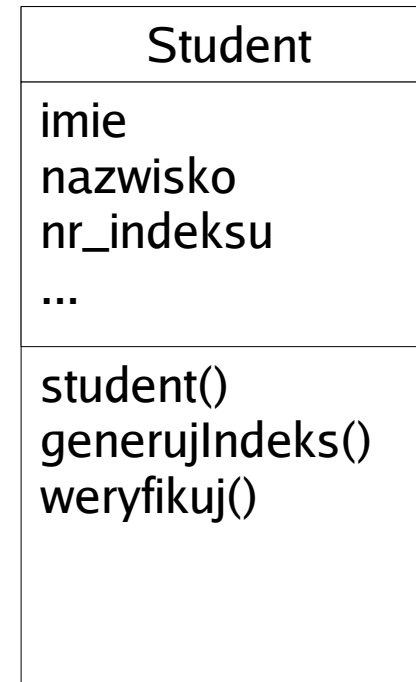 Student
imie
nazwisko
nr_indeksu
...
student()
generujIndeks()
weryfikuj()